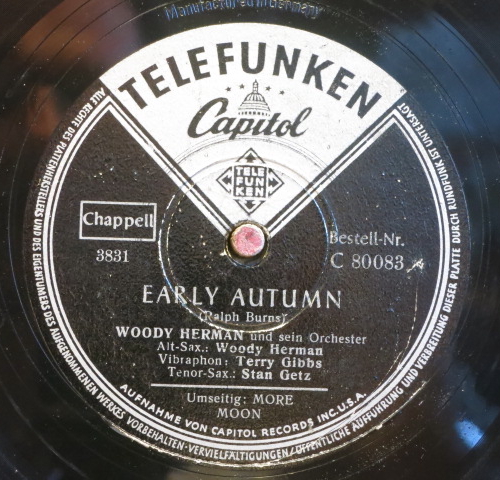 Manufactured in Germany
TELEFUNKEN
Capitol
TELE
FUN
KEN
Chappell
3831
Bestell-Nr.
C 80083
EARLY AUTUMN
(Ralph Burns)
WOODY HERMAN und sein Orchester
Alt-Sax.: Woody Herman
Vibraphon: Terry Gibbs
Tenor-Sax.: Stan Getz
Umseitig: MORE
MOON
AUFNAHME VON CAPITOL RECORDS INC. U.S.A.
ALLE RECHTE DES PLATTENHERSTELLERS UND DES EIGENTÜMERS DES AUFGENOMMENEN WERKES VORBEHALTEN-VERVIELFÄLTIGUNGEN/ÖFFENTLICHE AUFFÜHRUNG UND VERBREITUNG DIESER PLATTE DURCH RUNDFUNK IST UNTERSAGT